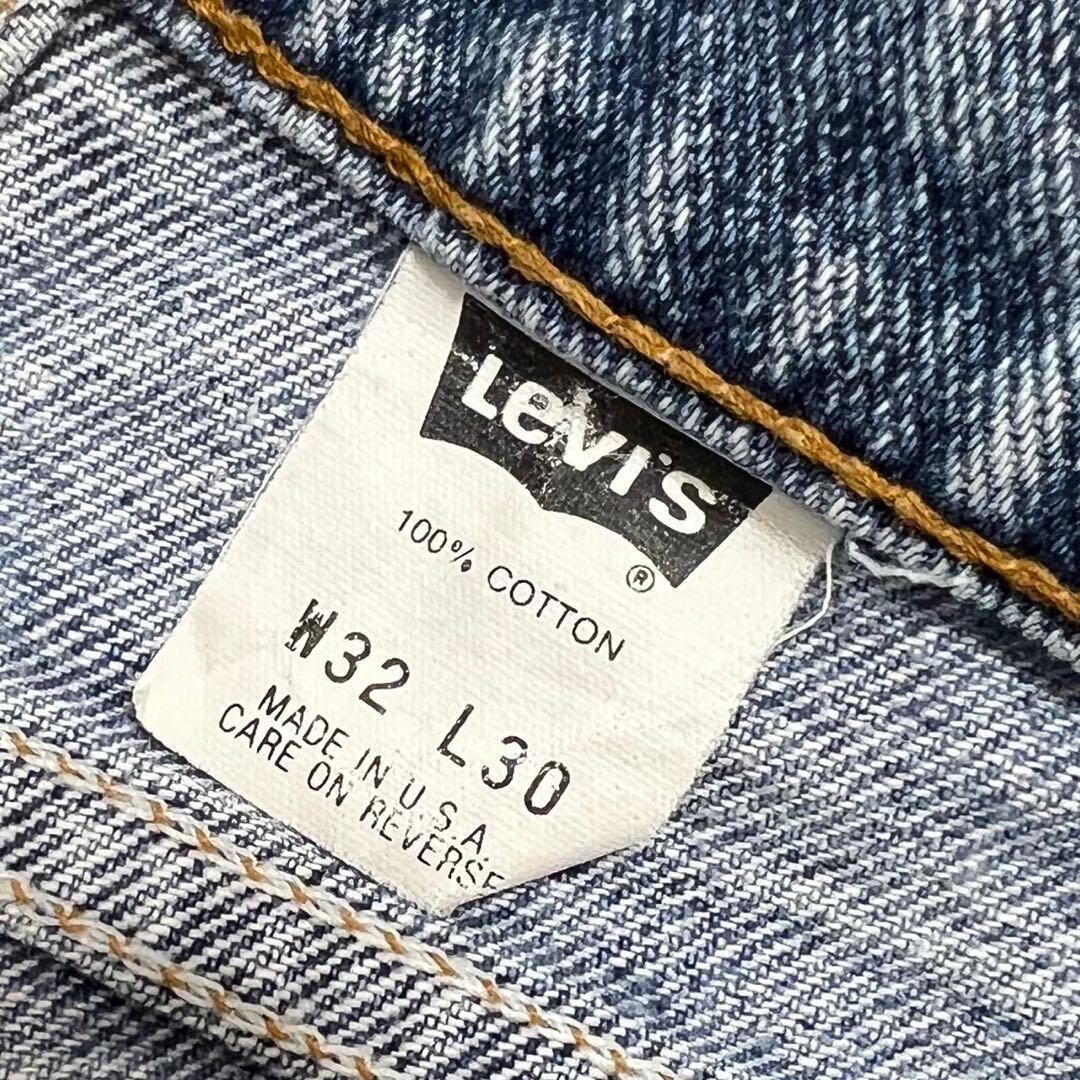 Levi's
®
100% COTTON
W32 L30
MADE IN U.S.A.
CARE ON REVERSE